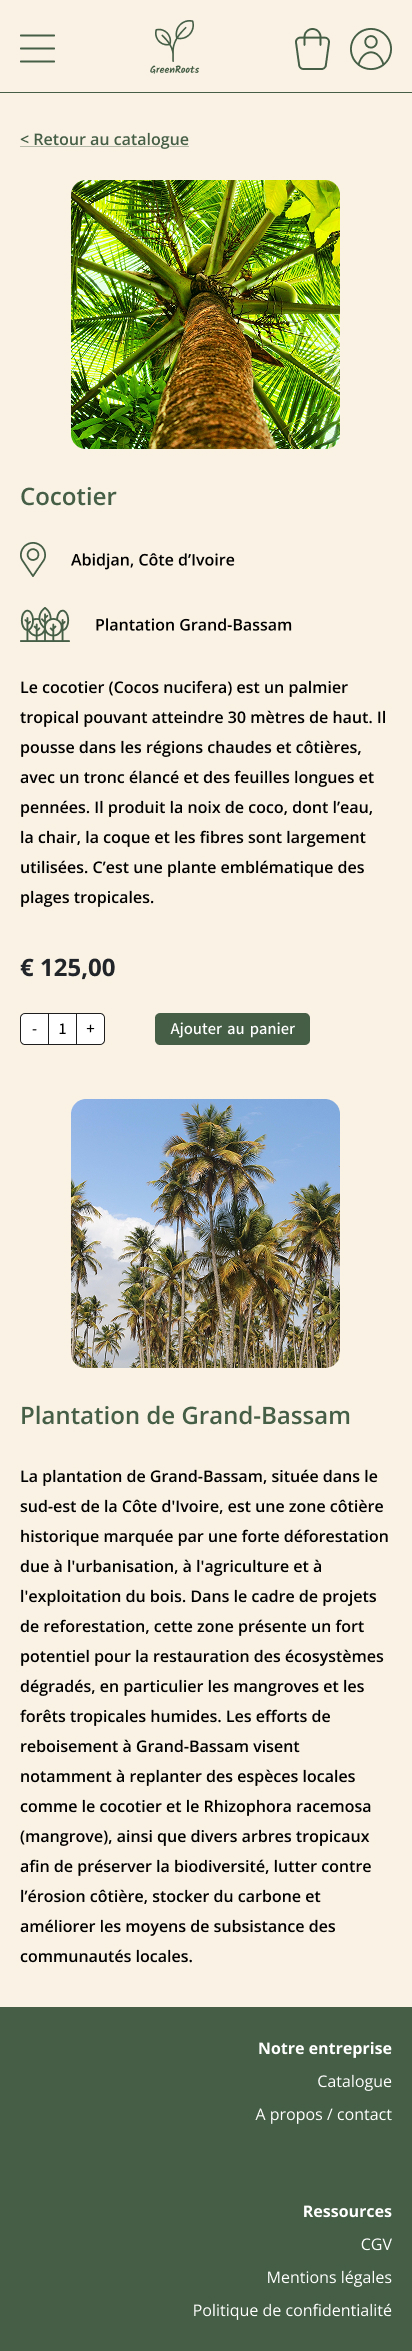 GreenRoots
< Retour au catalogue
Cocotier
Abidjan, Côte d’Ivoire
Plantation Grand-Bassam
Le cocotier (Cocos nucifera) est un palmier
tropical pouvant atteindre 30 mètres de haut. Il
pousse dans les régions chaudes et côtières,
avec un tronc élancé et des feuilles longues et
pennées. Il produit la noix de coco, dont l’eau,
la chair, la coque et les fibres sont largement
utilisées. C’est une plante emblématique des
plages tropicales.
€ 125,00
- 1 + Ajouter au panier
Plantation de Grand-Bassam
La plantation de Grand-Bassam, située dans le
sud-est de la Côte d'Ivoire, est une zone côtière
historique marquée par une forte déforestation
due à l'urbanisation, à l'agriculture et à
l'exploitation du bois. Dans le cadre de projets
de reforestation, cette zone présente un fort
potentiel pour la restauration des écosystèmes
dégradés, en particulier les mangroves et les
forêts tropicales humides. Les efforts de
reboisement à Grand-Bassam visent
notamment à replanter des espèces locales
comme le cocotier et le Rhizophora racemosa
(mangrove), ainsi que divers arbres tropicaux
afin de préserver la biodiversité, lutter contre
l’érosion côtière, stocker du carbone et
améliorer les moyens de subsistance des
communautés locales.
Notre entreprise
Catalogue
A propos / contact
Ressources
CGV
Mentions légales
Politique de confidentialité